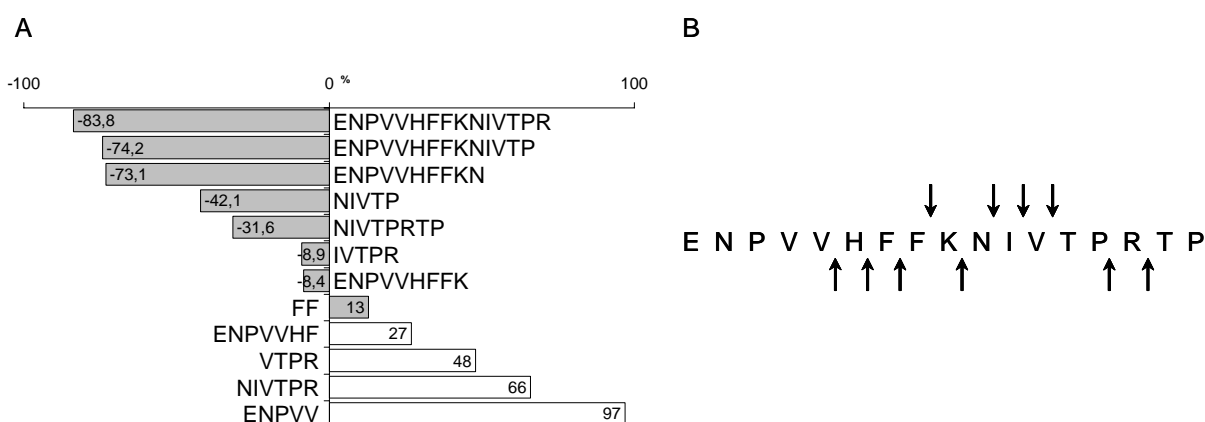 A
-100 0 % 100
-83,8 ENPVVHFFKNIVTPR
-74,2 ENPVVHFFKNIVTP
-73,1 ENPVVHFFKN
-42,1 NIVTP
-31,6 NIVTPRTP
-8,9 IVTPR
-8,4 ENPVVHFFK
FF 13
ENPVVHF 27
VTPR 48
NIVTPR 66
ENPVV 97
B
E N P V V H F F K N I V T P R T P